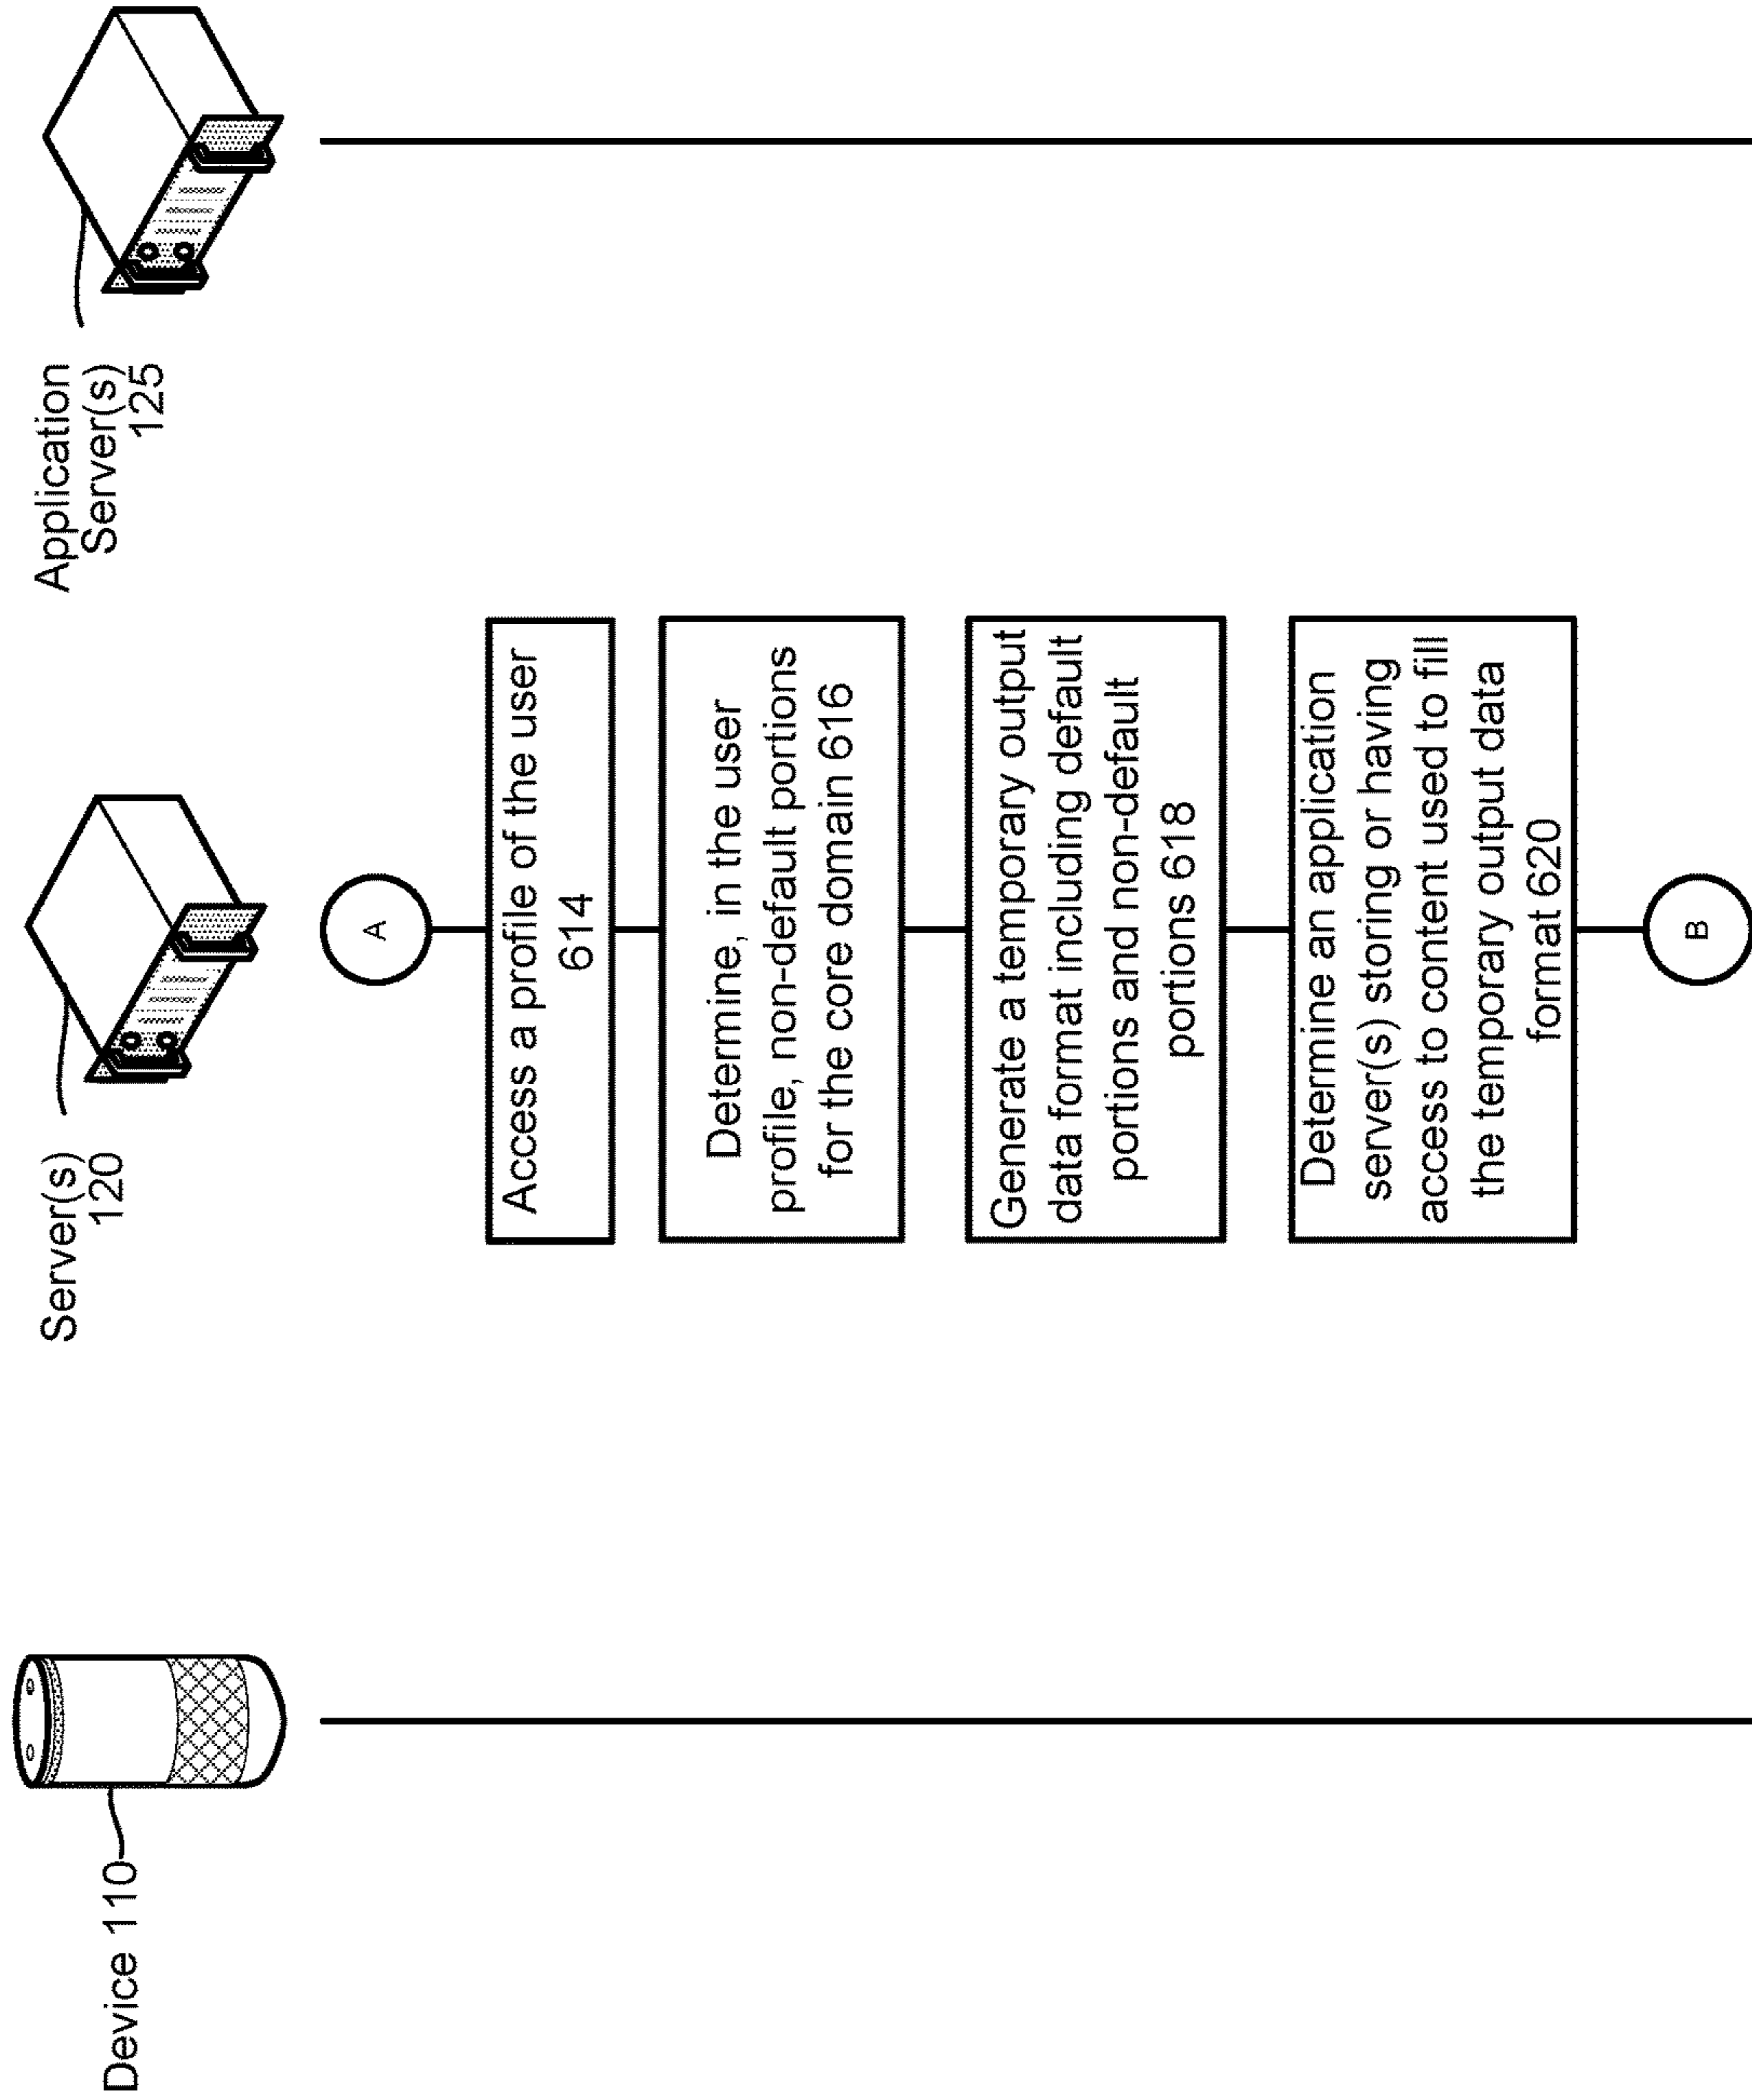 Device 110
Server(s)
120
Application
Server(s)
125
A
Access a profile of the user
614
Determine, in the user
profile, non-default portions
for the core domain 616
Generate a temporary output
data format including default
portions and non-default
portions 618
Determine an application
server(s) storing or having
access to content used to fill
the temporary output data
format 620
B